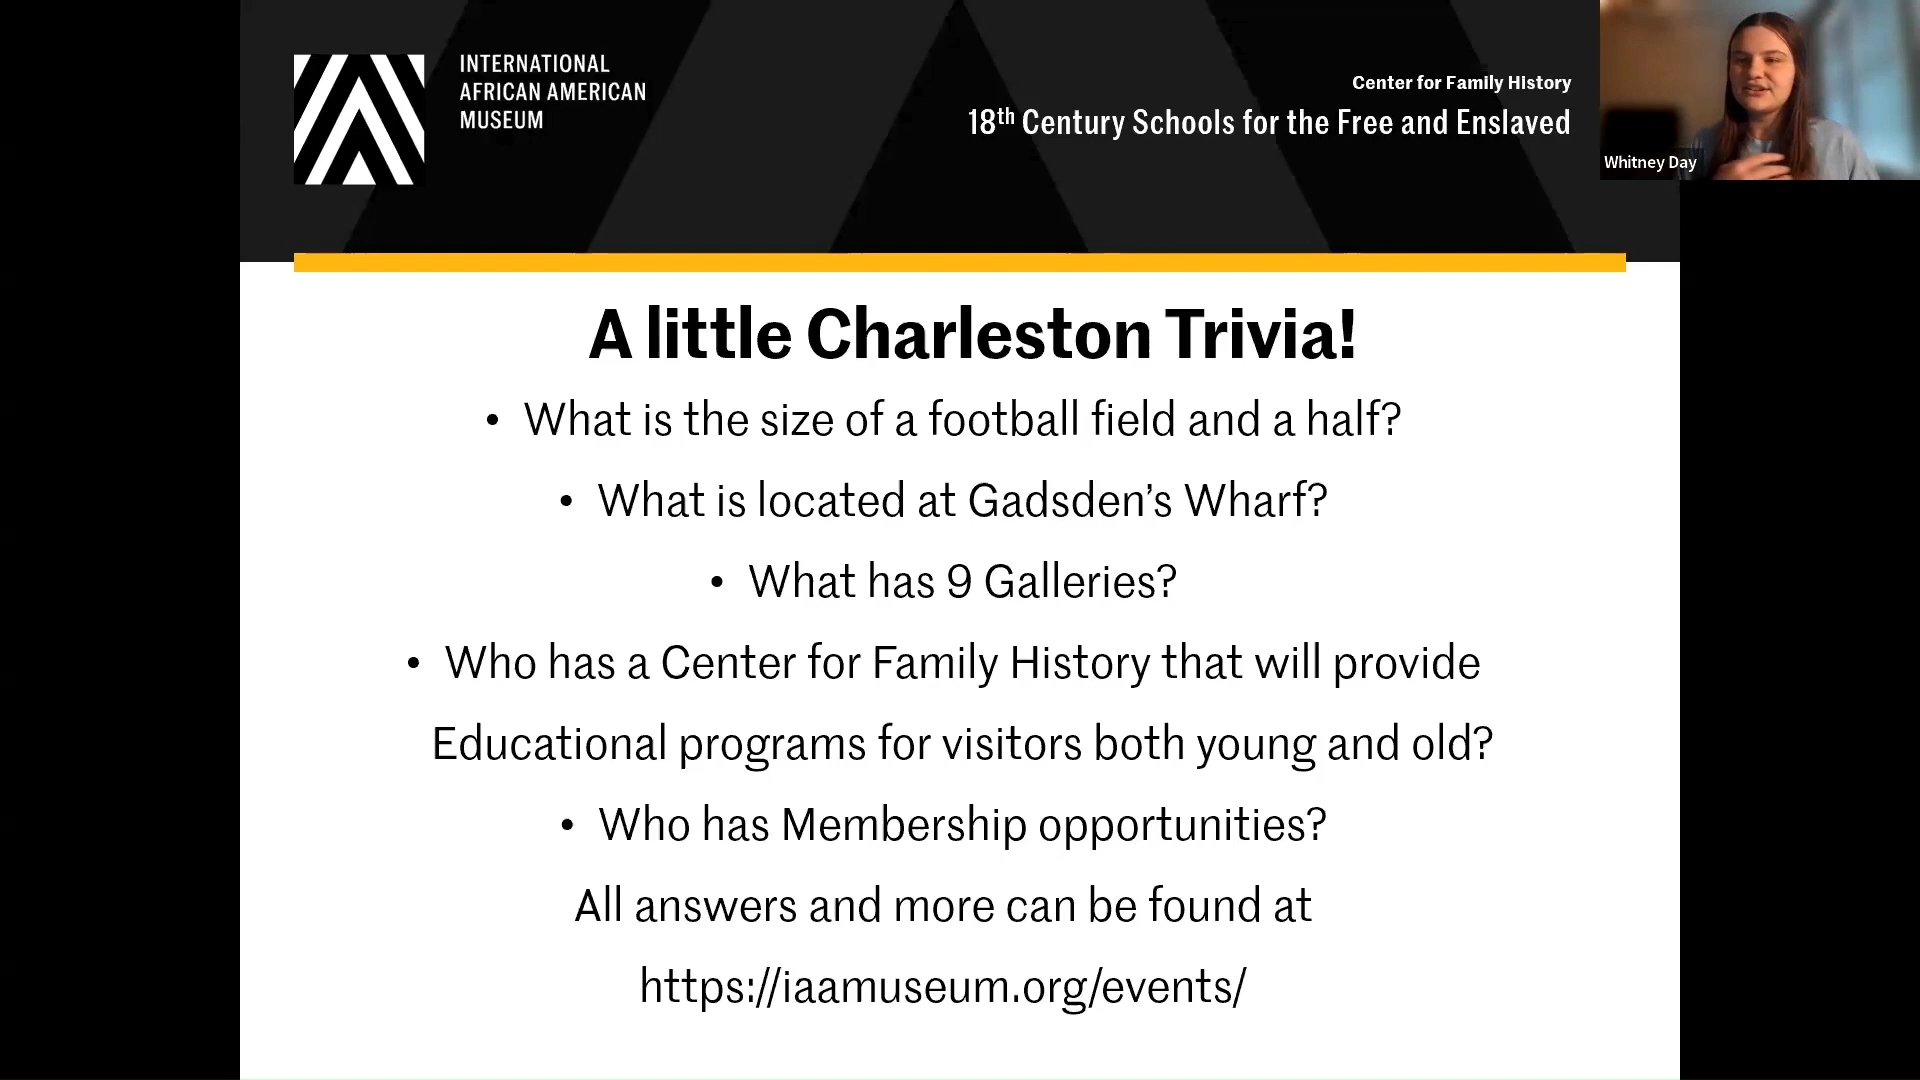 INTERNATIONAL
AFRICAN AMERICAN
MUSEUM
Center for Family History
18th Century Schools for the Free and Enslaved
Whitney Day
A little Charleston Trivia!
• What is the size of a football field and a half?
• What is located at Gadsden’s Wharf?
• What has 9 Galleries?
• Who has a Center for Family History that will provide
Educational programs for visitors both young and old?
• Who has Membership opportunities?
All answers and more can be found at
https://iaamuseum.org/events/